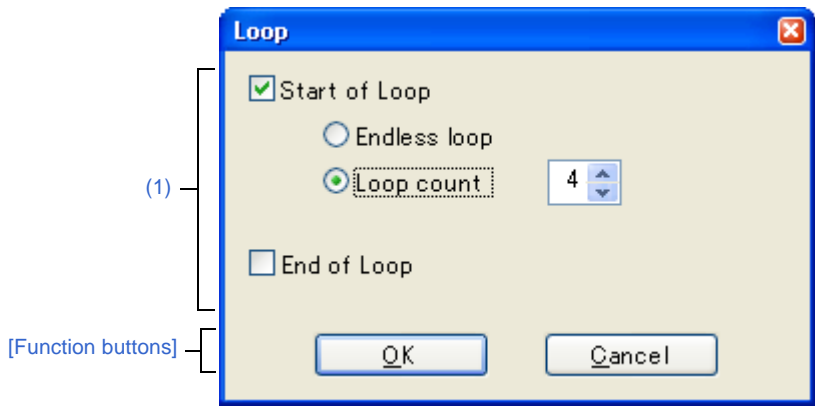 Loop
Start of Loop
Endless loop
(1)
Loop count 4
End of Loop
[Function buttons]
OK Cancel